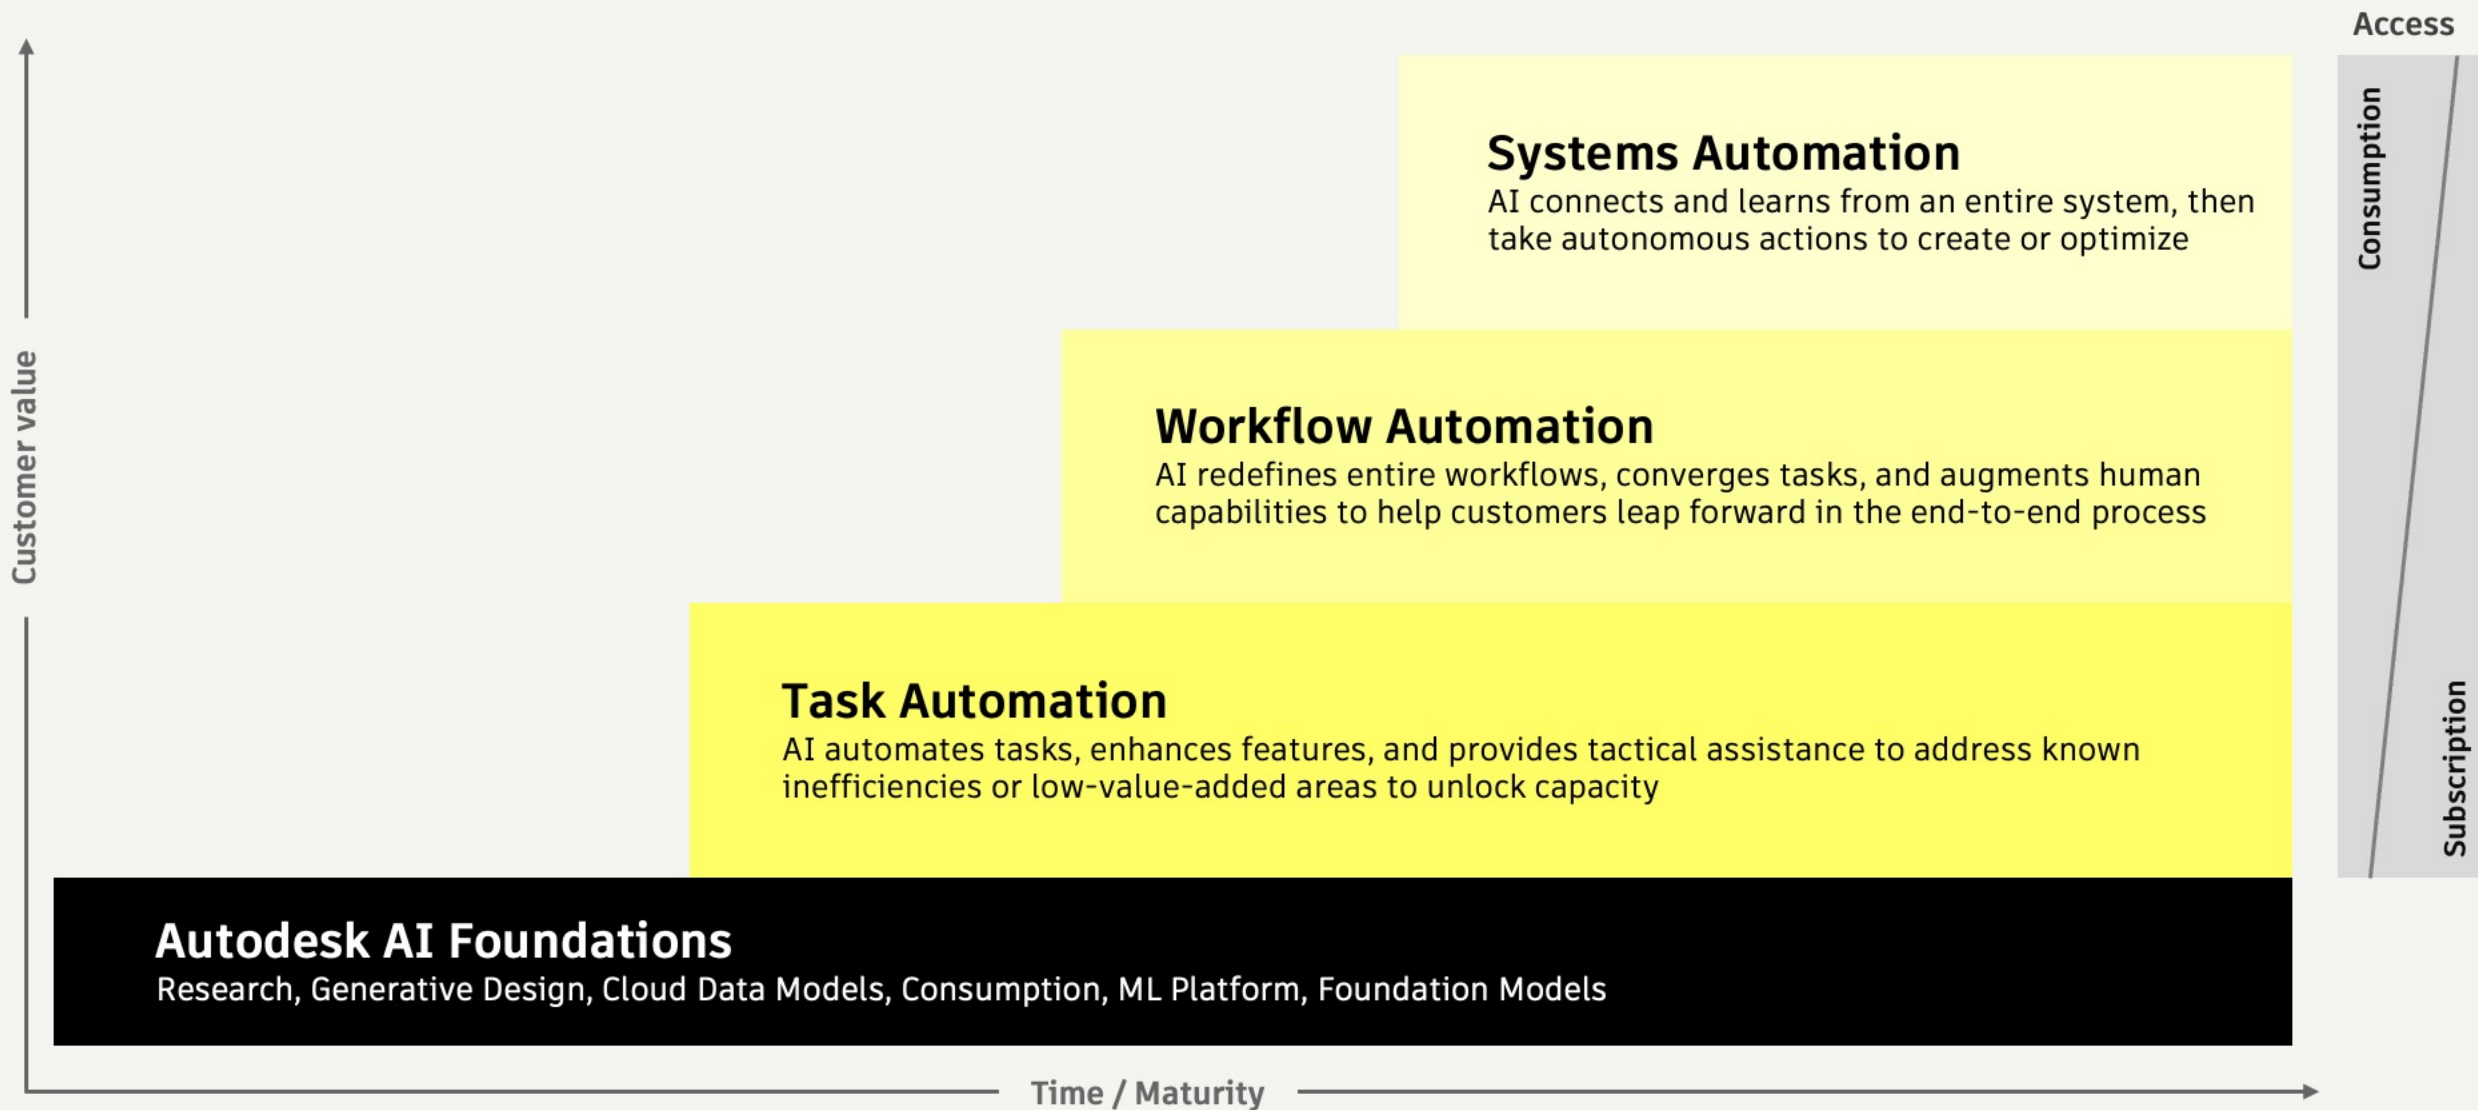 Access
Systems Automation
AI connects and learns from an entire system, then
take autonomous actions to create or optimize
Consumption
Customer value
Workflow Automation
AI redefines entire workflows, converges tasks, and augments human
capabilities to help customers leap forward in the end-to-end process
Task Automation
AI automates tasks, enhances features, and provides tactical assistance to address known
inefficiencies or low-value-added areas to unlock capacity
Subscription
Autodesk AI Foundations
Research, Generative Design, Cloud Data Models, Consumption, ML Platform, Foundation Models
Time / Maturity